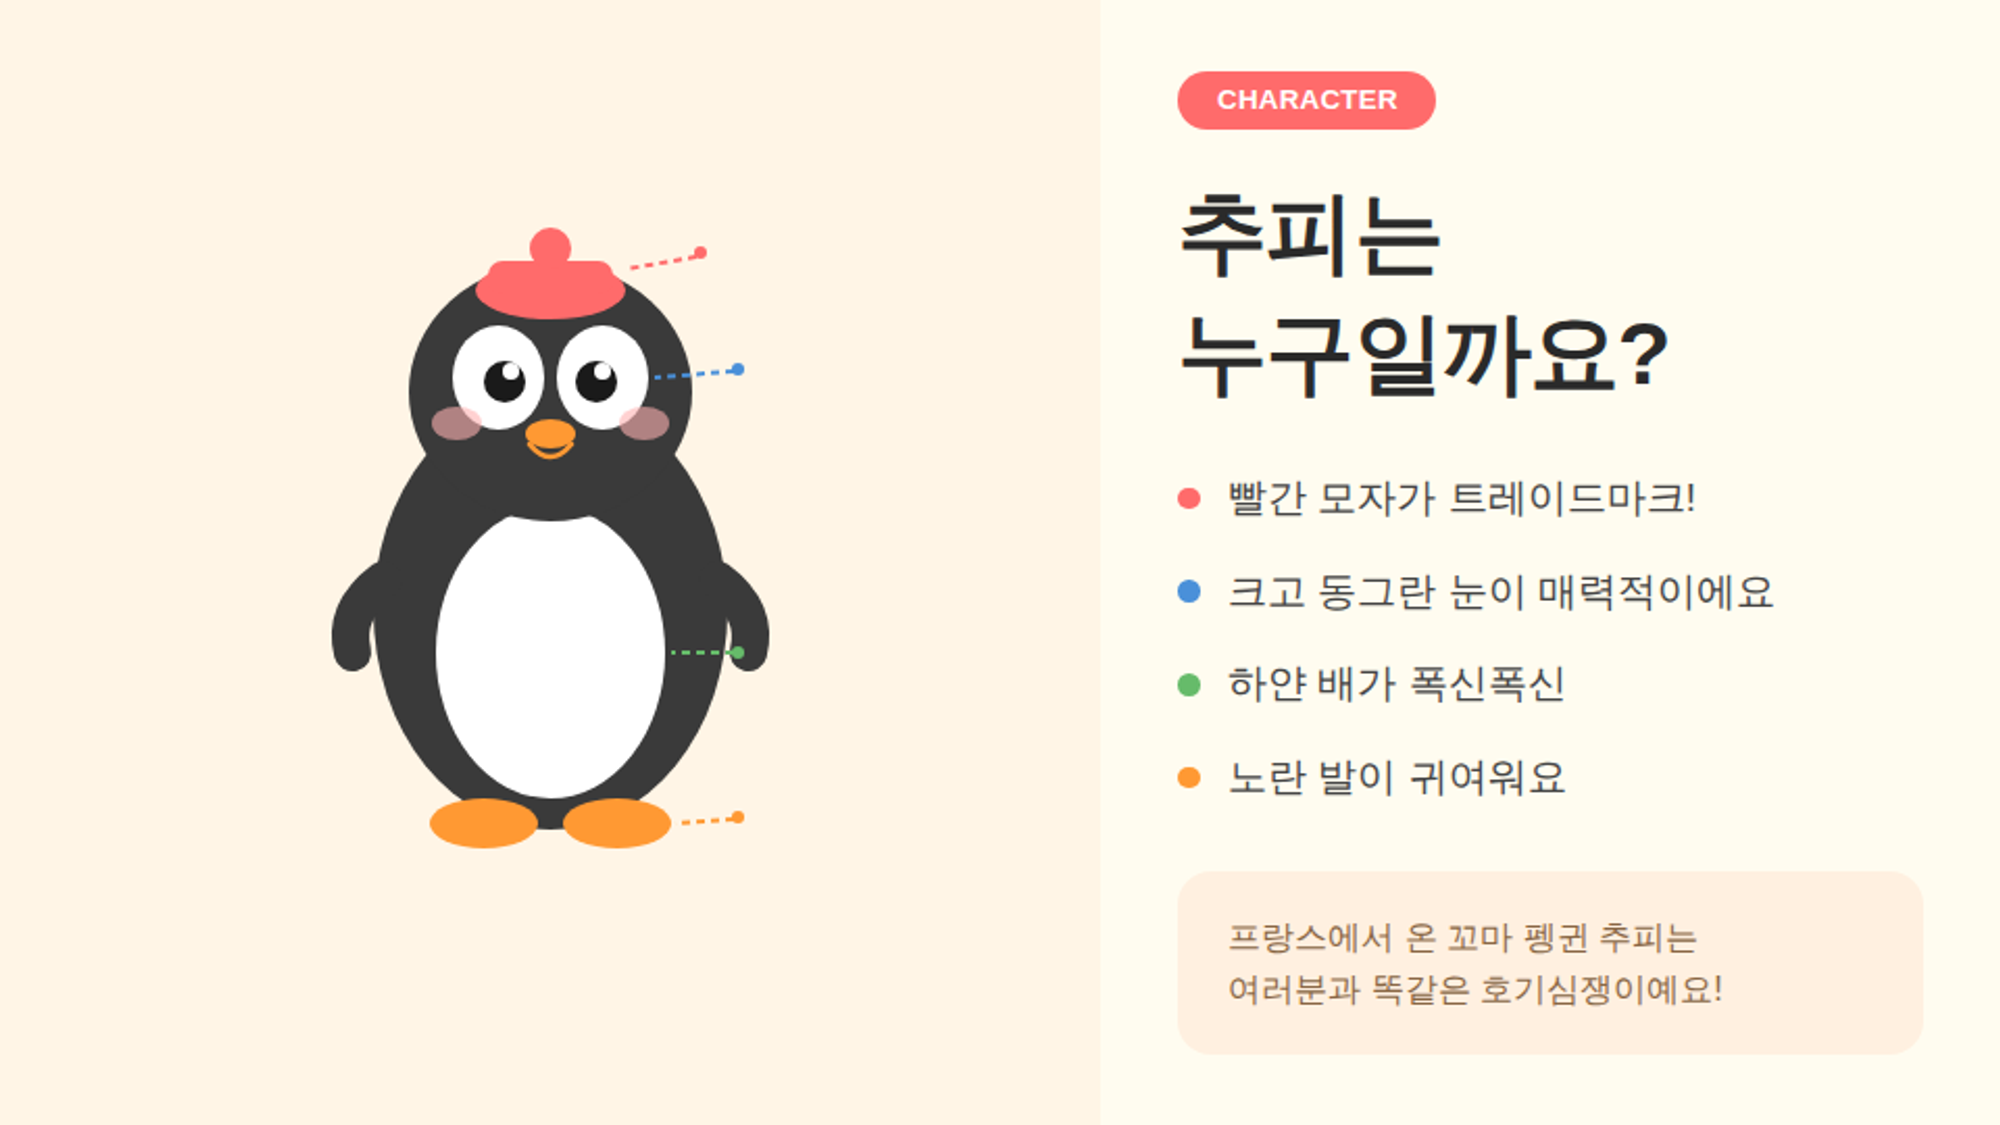 CHARACTER
추피는
누구일까요?
빨간 모자가 트레이드마크!
크고 동그란 눈이 매력적이에요
하얀 배가 폭신폭신
노란 발이 귀여워요
프랑스에서 온 꼬마 펭귄 추피는
여러분과 똑같은 호기심쟁이예요!